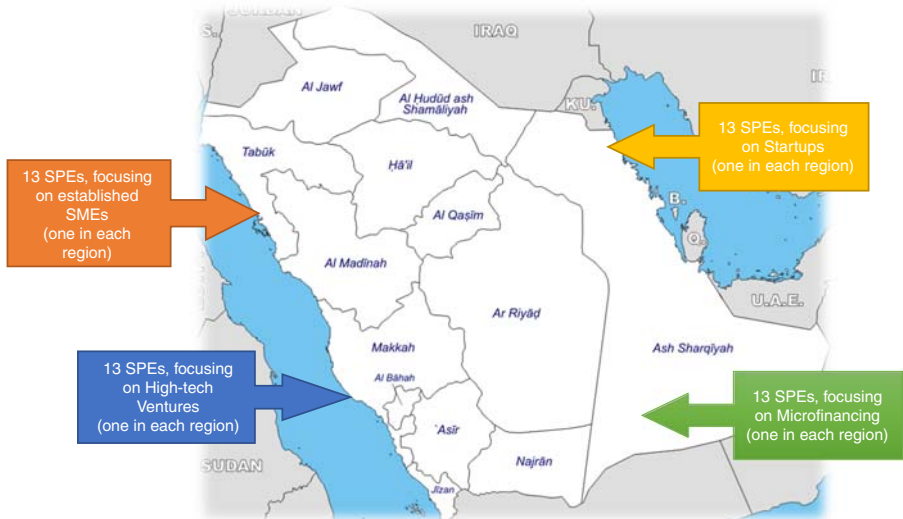 JORDAN
S.
IRAQ
Al Jawf
Al Ḥudūd ash
Shamālīyah
KU.
Tabūk
Ḥā'il
Al Qaṣīm
B.
Q.
Al Madīnah
U.A.E.
Ar Riyāḍ
Makkah
Ash Sharqīyah
Al Bāhah
'Asīr
Najrān
SUDAN
Jīzan
13 SPEs, focusing
on Startups
(one in each region)
13 SPEs, focusing
on established
SMEs
(one in each
region)
13 SPEs, focusing
on High-tech
Ventures
(one in each region)
13 SPEs, focusing
on Microfinancing
(one in each region)